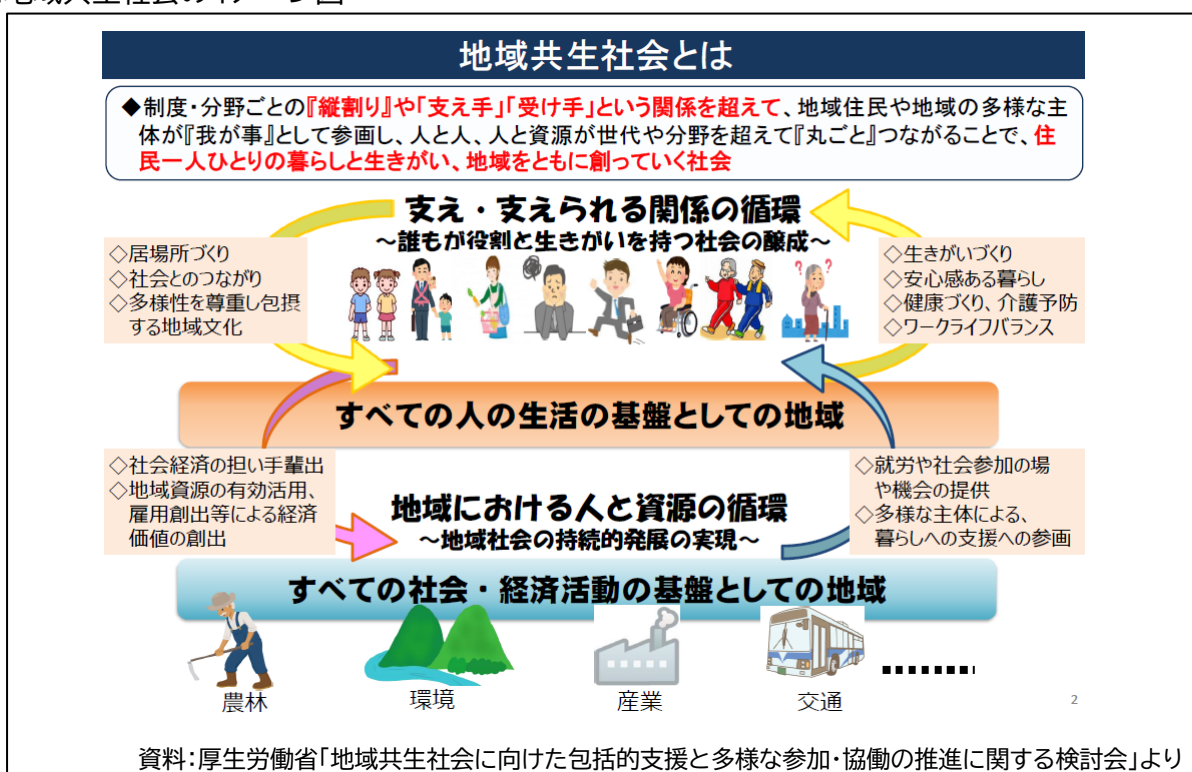 地域共生社会のイメージ図
地域共生社会とは
◆制度・分野ごとの『縦割り』や「支え手」「受け手」という関係を超えて、地域住民や地域の多様な主
体が『我が事』として参画し、人と人、人と資源が世代や分野を超えて『丸ごと』つながることで、住
民一人ひとりの暮らしと生きがい、地域をともに創っていく社会
支え・支えられる関係の循環
~誰もが役割と生きがいを持つ社会の醸成~
◇居場所づくり
◇社会とのつながり
◇多様性を尊重し包摂
する地域文化
◇生きがいづくり
◇安心感ある暮らし
◇健康づくり、介護予防
◇ワークライフバランス
? ?
?
すべての人の生活の基盤としての地域
◇社会経済の担い手輩出
◇地域資源の有効活用、
雇用創出等による経済
価値の創出
地域における人と資源の循環
~地域社会の持続的発展の実現~
◇就労や社会参加の場
や機会の提供
◇多様な主体による、
暮らしへの支援への参画
すべての社会・経済活動の基盤としての地域
農林
環境
産業
交通
2
資料:厚生労働省「地域共生社会に向けた包括的支援と多様な参加・協働の推進に関する検討会」より